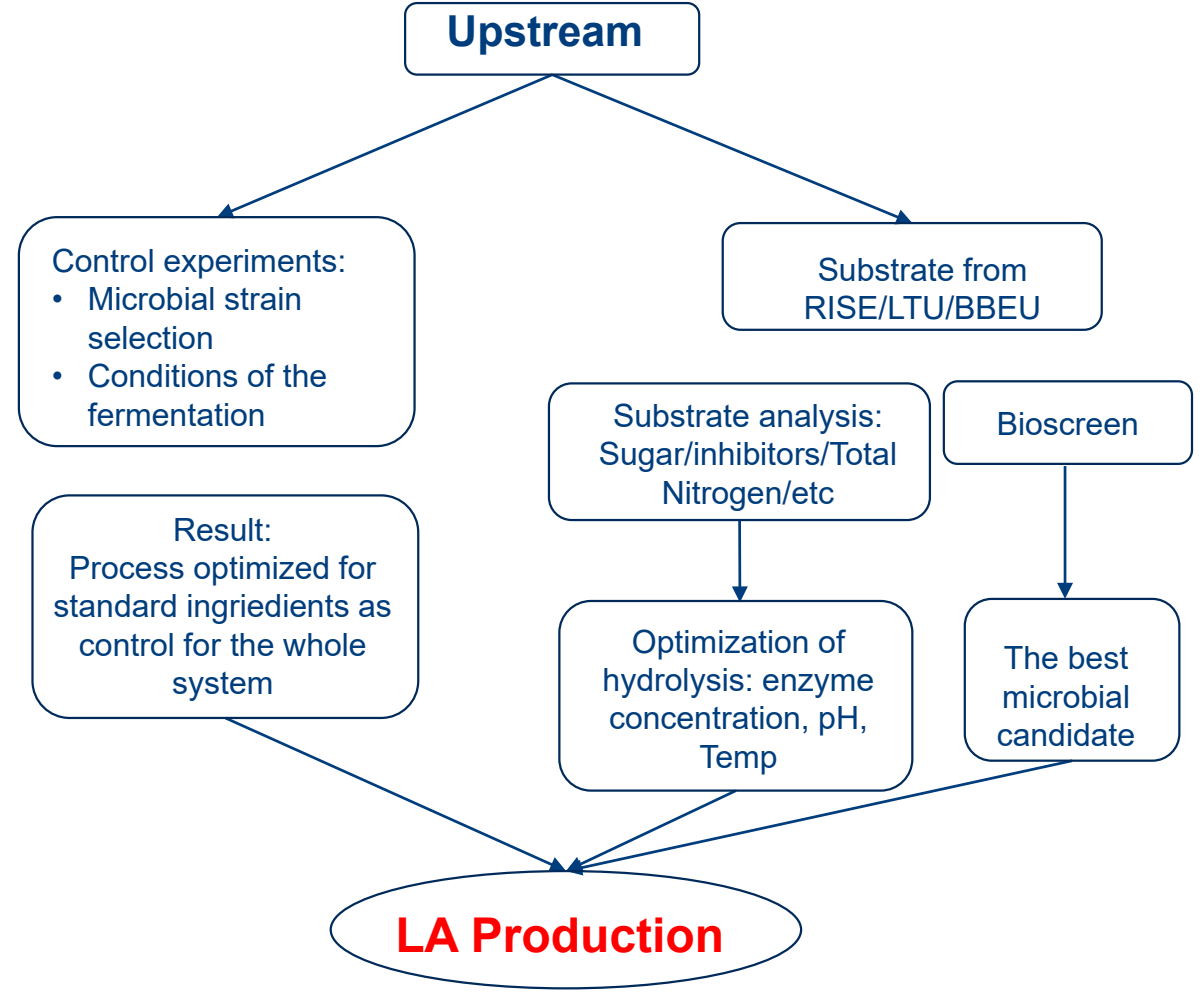 Upstream
Control experiments:
• Microbial strain
selection
• Conditions of the
fermentation
Substrate from
RISE/LTU/BBEU
Substrate analysis:
Sugar/inhibitors/Total
Nitrogen/etc
Bioscreen
Result:
Process optimized for
standard ingriedients as
control for the whole
system
Optimization of
hydrolysis: enzyme
concentration, pH,
Temp
The best
microbial
candidate
LA Production